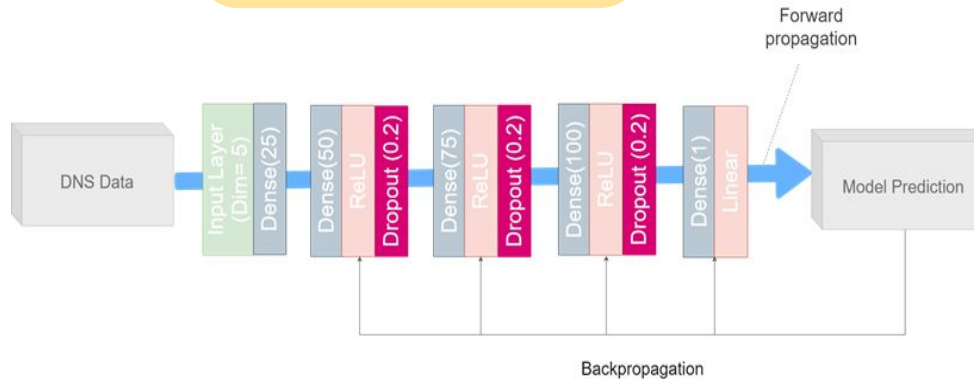 Forward
propagation
DNS Data
Input Layer
(Dim= 5)
Dense(25)
Dense(50)
ReLU
Dropout (0.2)
Dense(75)
ReLU
Dropout (0.2)
Dense(100)
ReLU
Dropout (0.2)
Dense(1)
Linear
Model Prediction
Backpropagation